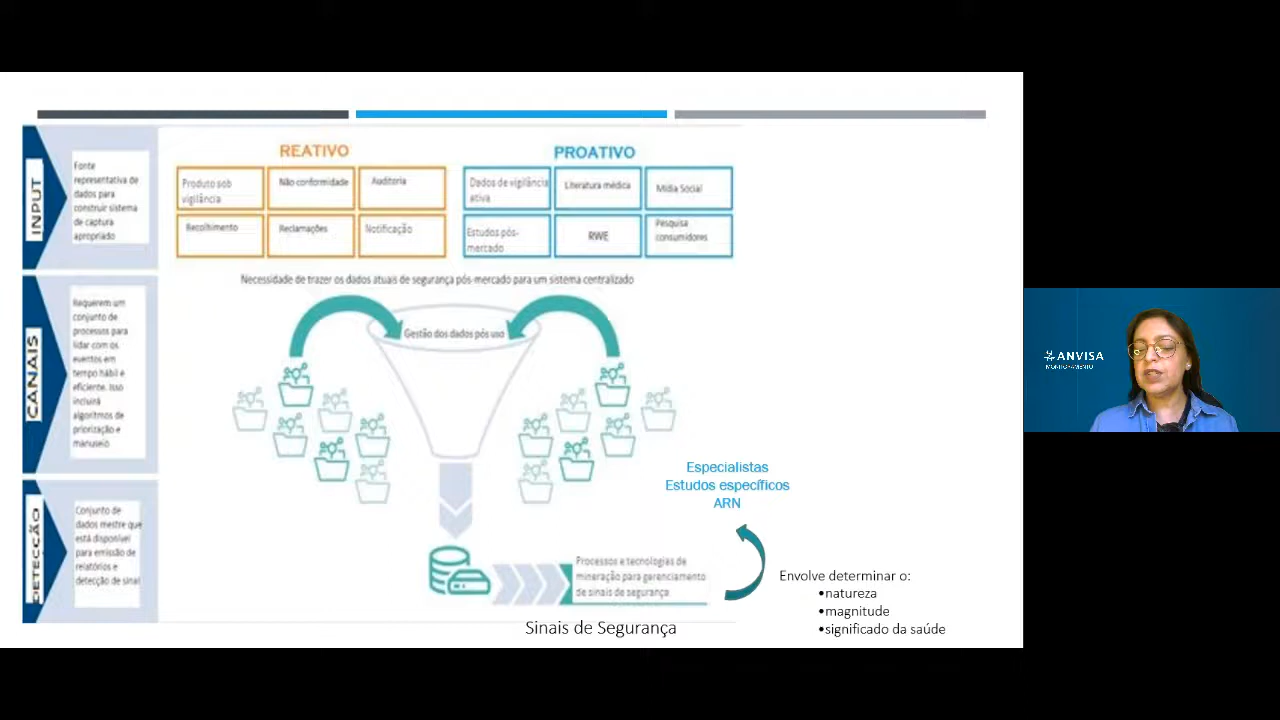 INPUT
Fonte
representativa de
dados para
construir sistema
de captura
apropriado
REATIVO
Produto sob
vigilância
Não conformidade
Auditoria
Recolhimento
Reclamações
Notificação
PROATIVO
Dados de vigilância
ativa
Literatura médica
Mídia Social
Estudos pós-
mercado
RWE
Pesquisa
consumidores
CANAIS
Requerem um
conjunto de
processos para
lidar com os
eventos em
tempo hábil e
eficiente. Isso
incluirá
algoritmos de
priorização e
manuseio
Necessidade de trazer os dados atuais de segurança pós-mercado para um sistema centralizado
Gestão dos dados pós uso
DETECÇÃO
Conjunto de
dados mestre que
está disponível
para emissão de
relatórios e
detecção de sinal
Processos e tecnologias de
mineração para gerenciamento
de sinais de segurança
Sinais de Segurança
Especialistas
Estudos específicos
ARN
Envolve determinar o:
•natureza
•magnitude
•significado da saúde
ANVISA
MONITORAMENTO